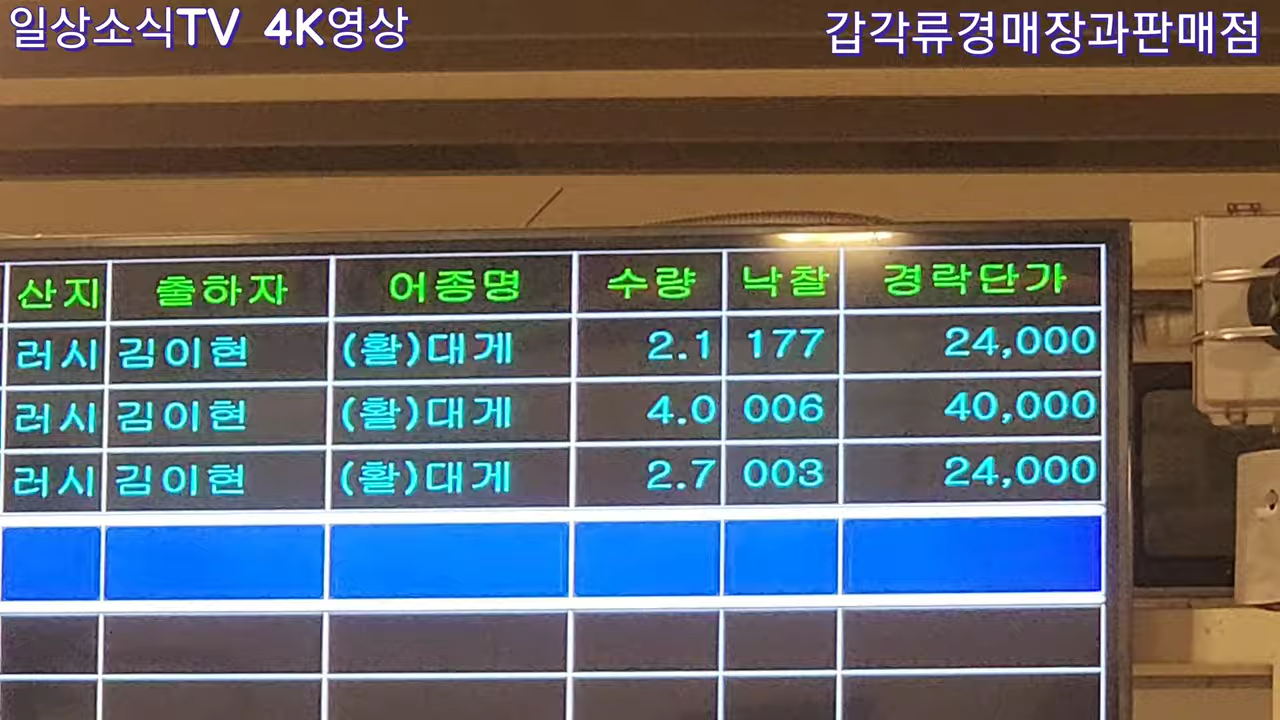 일상소식TV 4K영상
갑각류경매장과판매점
산지 출하자 어종명 수량 낙찰 경락단가
러시 김이현 (활)대게 2.1 177 24,000
러시 김이현 (활)대게 4.0 006 40,000
러시 김이현 (활)대게 2.7 003 24,000